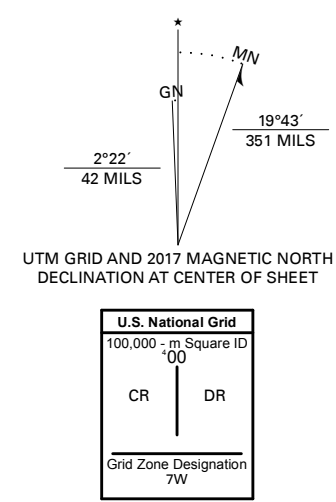 ★
MN
GN
19°43´
351 MILS
2°22´
42 MILS
UTM GRID AND 2017 MAGNETIC NORTH
DECLINATION AT CENTER OF SHEET
U.S. National Grid
100,000 - m Square ID
⁴00
CR DR
Grid Zone Designation
7W